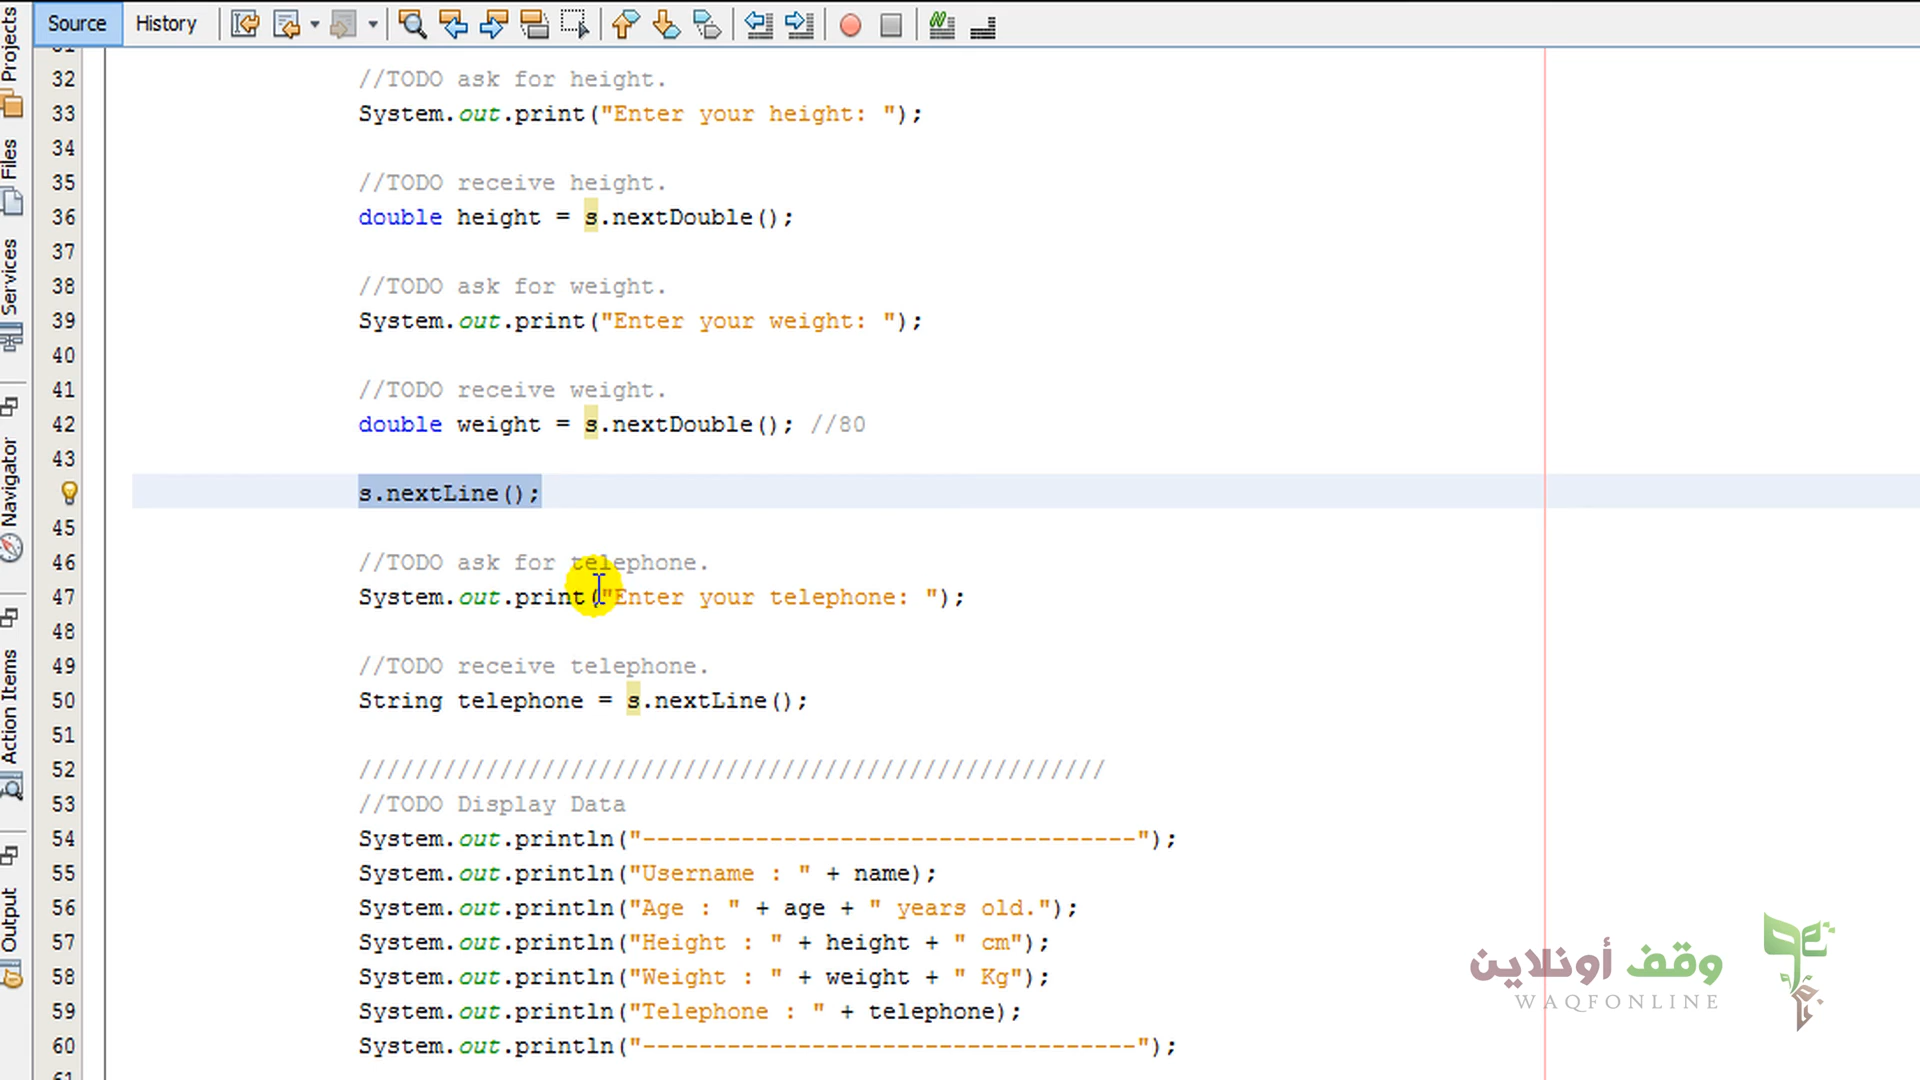 Source
History
Projects
Files
Services
Navigator
Action Items
Output
32 //TODO ask for height.
33 System.out.print("Enter your height: ");
34
35 //TODO receive height.
36 double height = s.nextDouble();
37
38 //TODO ask for weight.
39 System.out.print("Enter your weight: ");
40
41 //TODO receive weight.
42 double weight = s.nextDouble(); //80
43
s.nextLine();
45
46 //TODO ask for telephone.
47 System.out.print("Enter your telephone: ");
48
49 //TODO receive telephone.
50 String telephone = s.nextLine();
51
52 /////////////////////////////////////////////////////
53 //TODO Display Data
54 System.out.println("-----------------------------------");
55 System.out.println("Username : " + name);
56 System.out.println("Age : " + age + " years old.");
57 System.out.println("Height : " + height + " cm");
58 System.out.println("Weight : " + weight + " Kg");
59 System.out.println("Telephone : " + telephone);
60 System.out.println("-----------------------------------");
وقف أونلاين
WAQFONLINE